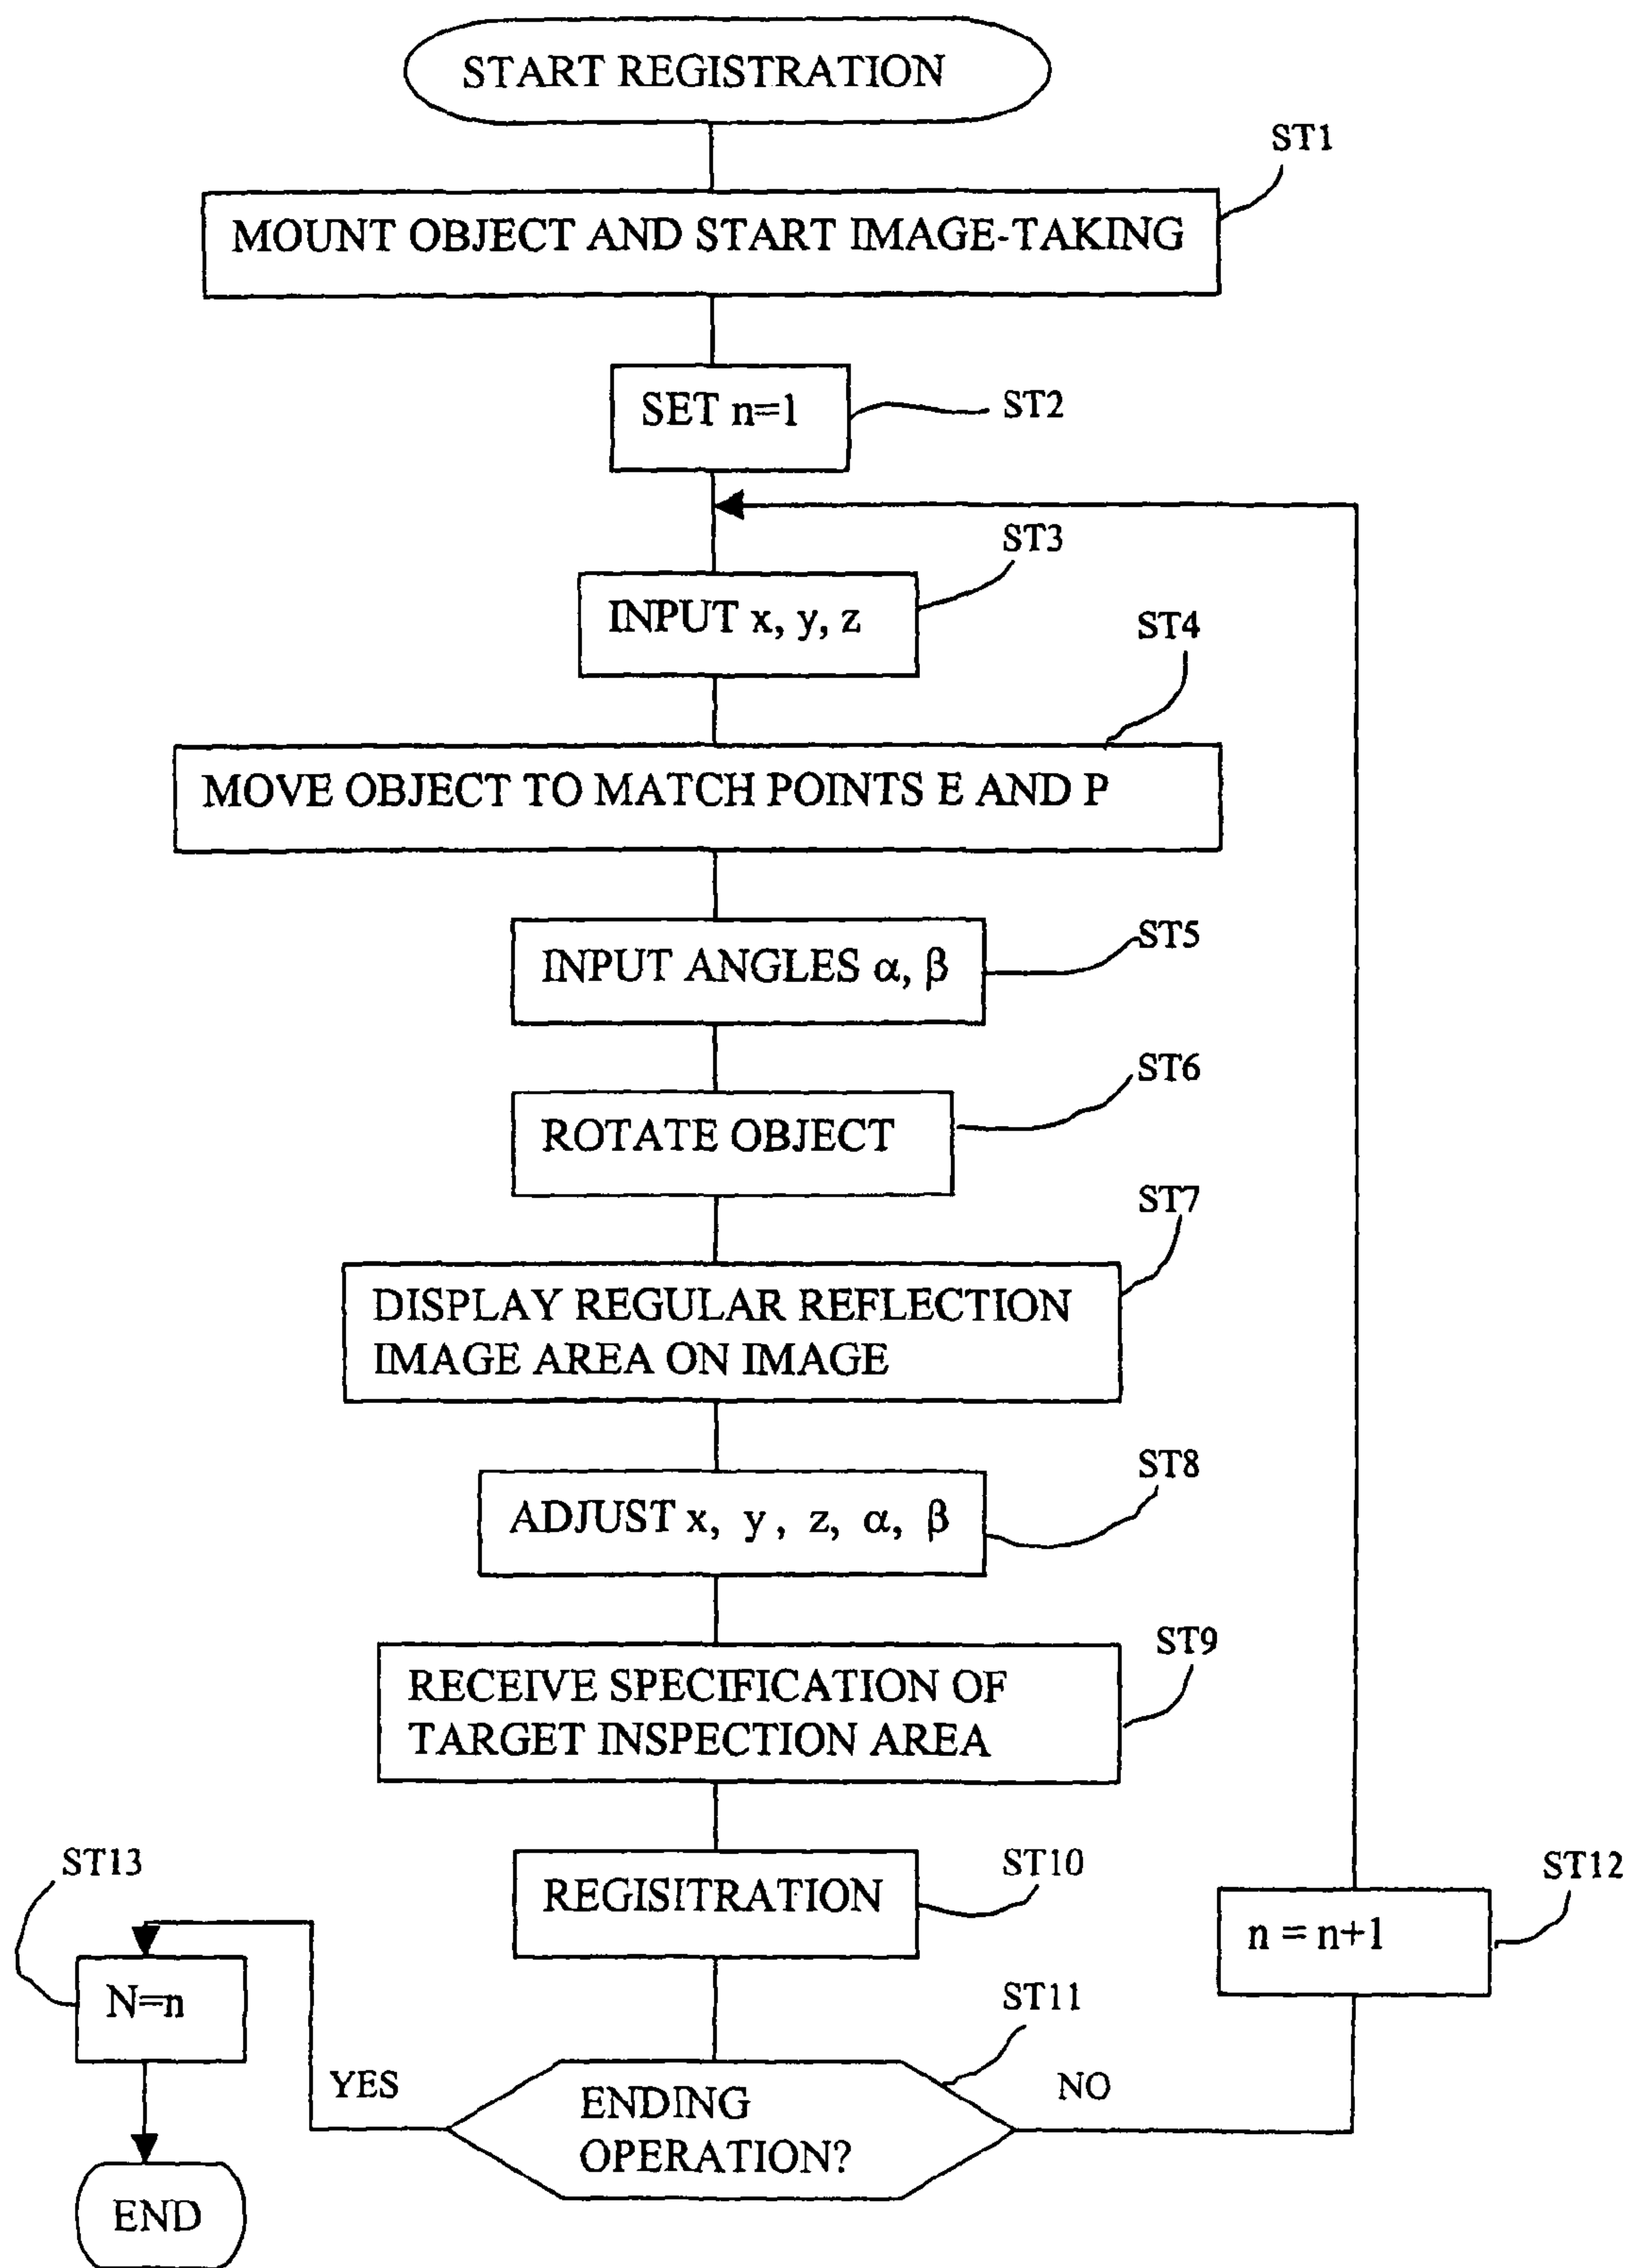 START REGISTRATION
ST1
MOUNT OBJECT AND START IMAGE-TAKING
SET n=1
ST2
ST3
INPUT x, y, z
ST4
MOVE OBJECT TO MATCH POINTS E AND P
ST5
INPUT ANGLES α, β
ST6
ROTATE OBJECT
ST7
DISPLAY REGULAR REFLECTION
IMAGE AREA ON IMAGE
ST8
ADJUST x, y, z, α, β
ST9
RECEIVE SPECIFICATION OF
TARGET INSPECTION AREA
ST13
ST10
ST12
REGISITRATION
n = n+1
N=n
ST11
YES
NO
ENDING
OPERATION?
END